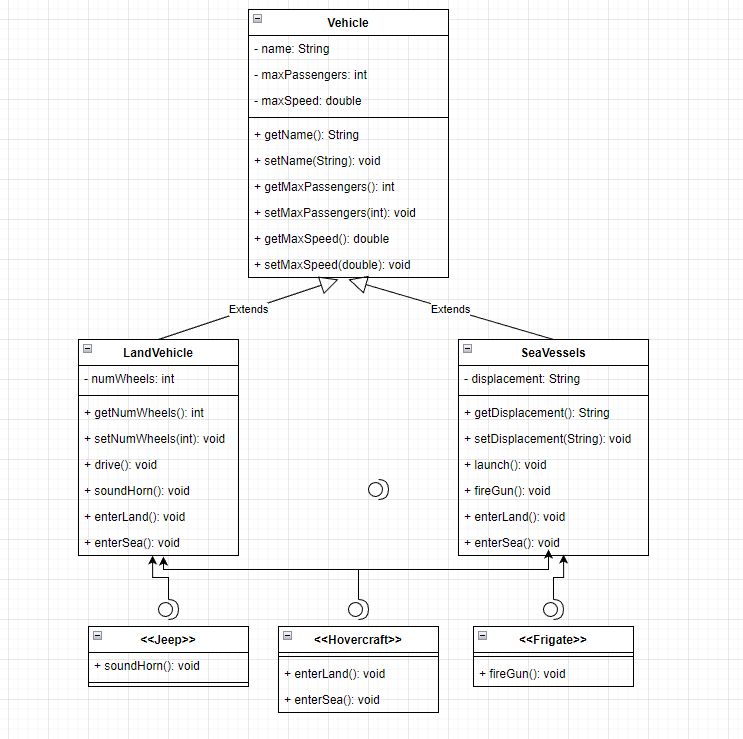 Vehicle
- name: String
- maxPassengers: int
- maxSpeed: double
+ getName(): String
+ setName(String): void
+ getMaxPassengers(): int
+ setMaxPassengers(int): void
+ getMaxSpeed(): double
+ setMaxSpeed(double): void
Extends
Extends
LandVehicle
- numWheels: int
+ getNumWheels(): int
+ setNumWheels(int): void
+ drive(): void
+ soundHorn(): void
+ enterLand(): void
+ enterSea(): void
SeaVessels
- displacement: String
+ getDisplacement(): String
+ setDisplacement(String): void
+ launch(): void
+ fireGun(): void
+ enterLand(): void
+ enterSea(): void
<<Jeep>>
+ soundHorn(): void
<<Hovercraft>>
+ enterLand(): void
+ enterSea(): void
<<Frigate>>
+ fireGun(): void